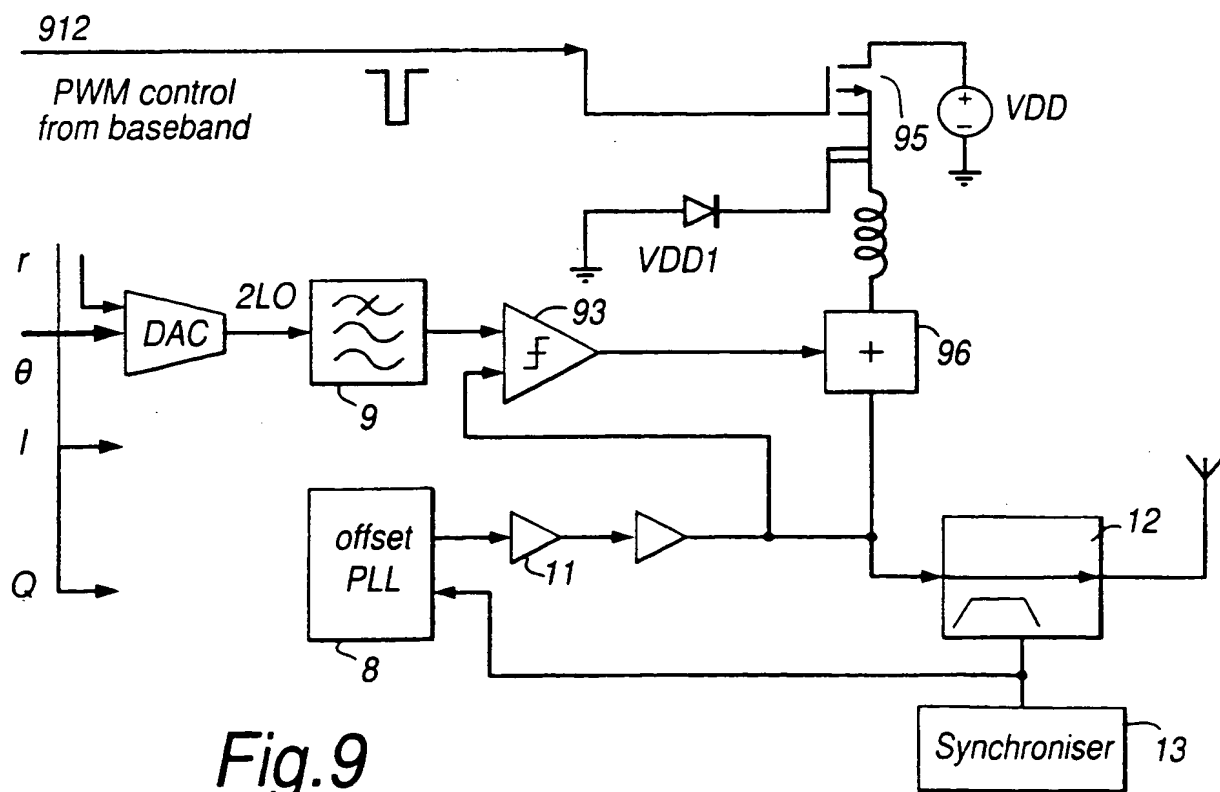 912
PWM control
from baseband
95
+
−
VDD
VDD1
r
θ
I
Q
DAC
2LO
9
93
+
96
offset
PLL
8
11
12
Synchroniser
13
Fig.9